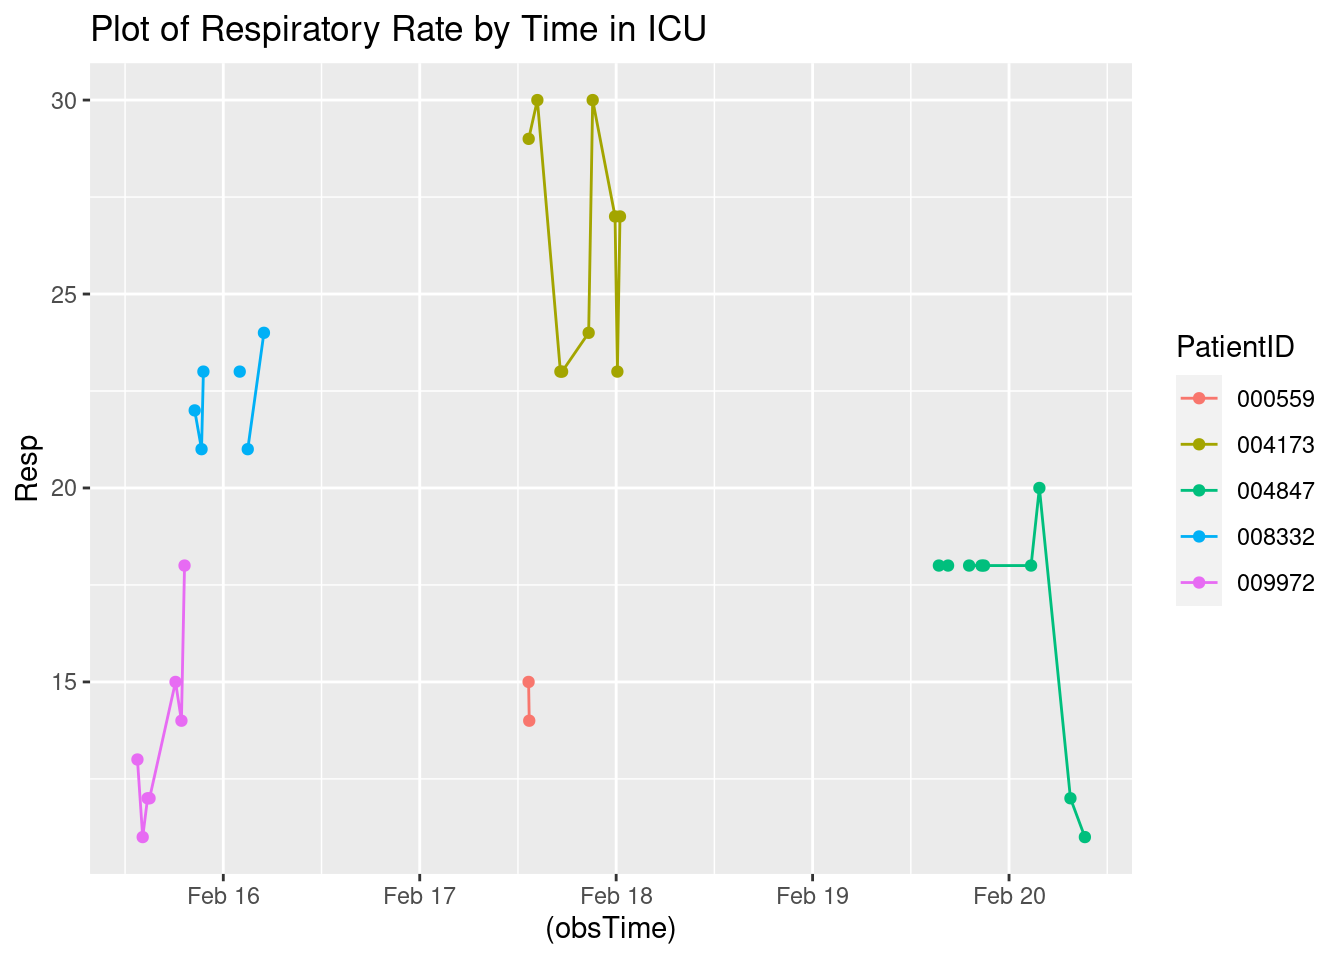 Plot of Respiratory Rate by Time in ICU
30
25
20
15
Resp
Feb 16
Feb 17
Feb 18
Feb 19
Feb 20
(obsTime)
PatientID
000559
004173
004847
008332
009972